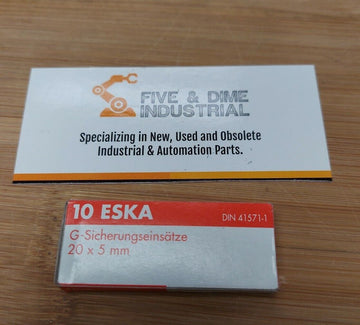 FIVE & DIME
INDUSTRIAL
Specializing in New, Used and Obsolete
Industrial & Automation Parts.
10 ESKA
DIN 41571-1
G-Sicherungseinsätze
20 x 5 mm